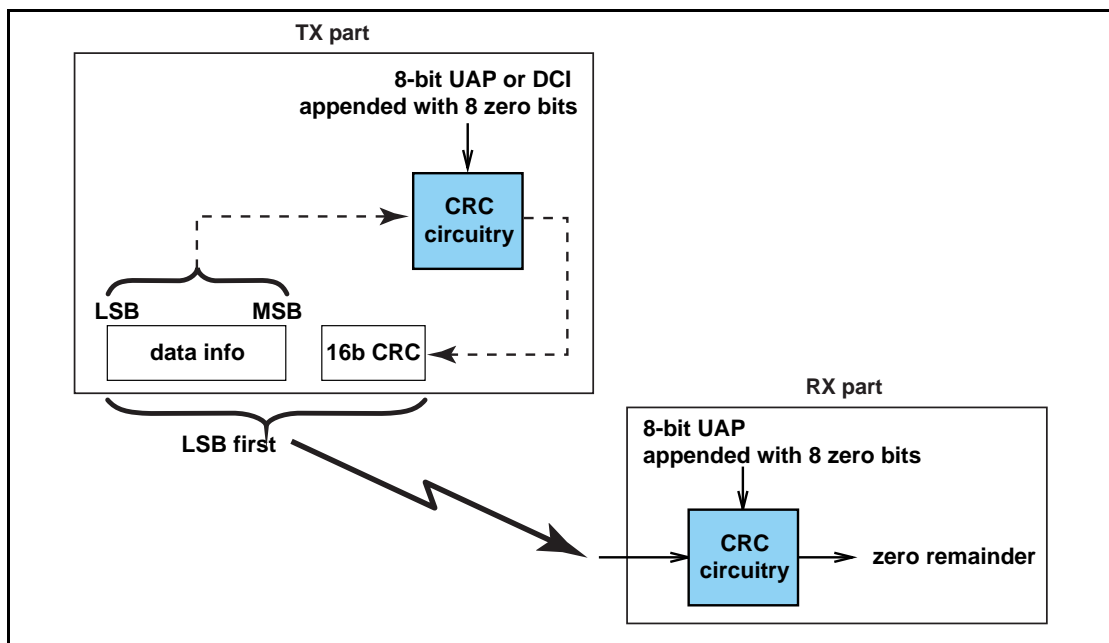 TX part
8-bit UAP or DCI
appended with 8 zero bits
CRC
circuitry
LSB
MSB
data info
16b CRC
LSB first
RX part
8-bit UAP
appended with 8 zero bits
CRC
circuitry
zero remainder